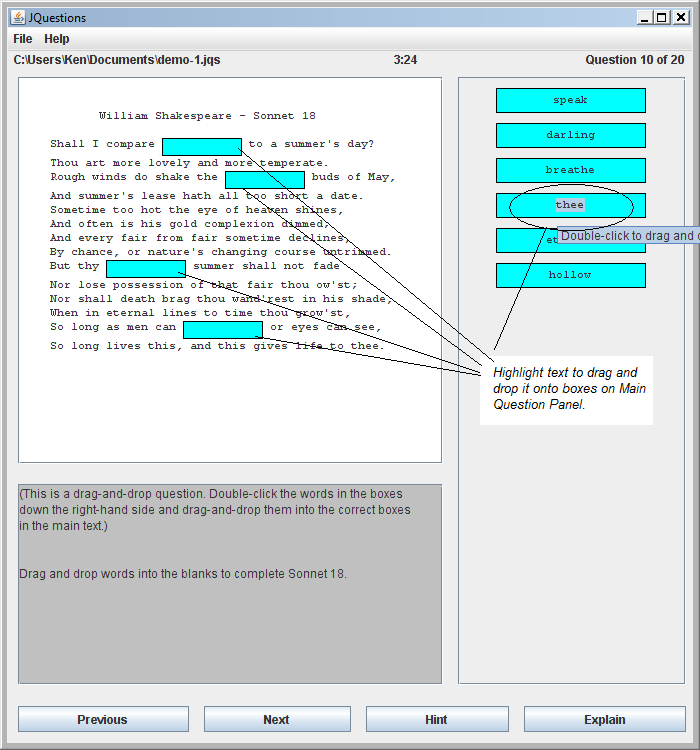 JQuestions
File Help
C:\Users\Ken\Documents\demo-1.jqs 3:24 Question 10 of 20
William Shakespeare - Sonnet 18
Shall I compare to a summer's day?
Thou art more lovely and more temperate.
Rough winds do shake the buds of May,
And summer's lease hath all too short a date.
Sometime too hot the eye of heaven shines,
And often is his gold complexion dimmed;
And every fair from fair sometime declines,
By chance, or nature's changing course untrimmed.
But thy summer shall not fade
Nor lose possession of that fair thou ow'st;
Nor shall death brag thou wand'rest in his shade,
When in eternal lines to time thou grow'st,
So long as men can or eyes can see,
So long lives this, and this gives life to thee.
speak
darling
breathe
thee
Double-click to drag and
hollow
Highlight text to drag and
drop it onto boxes on Main
Question Panel.
(This is a drag-and-drop question. Double-click the words in the boxes
down the right-hand side and drag-and-drop them into the correct boxes
in the main text.)
Drag and drop words into the blanks to complete Sonnet 18.
Previous Next Hint Explain